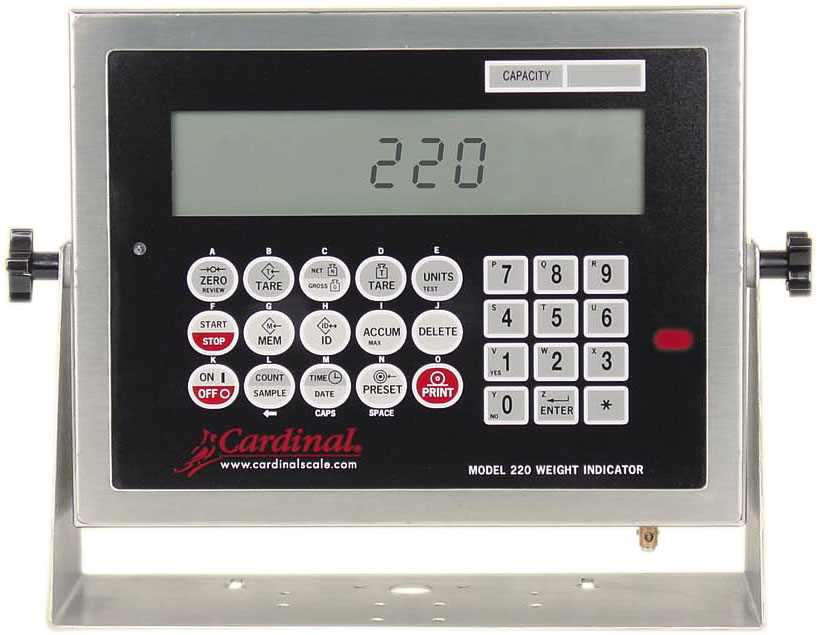 CAPACITY
220
A B C D E
ZERO REVIEW
T TARE
NET N GROSS G
T TARE
UNITS TEST
P 7 Q 8 R 9
F G H I J
START STOP
M MEM
ID ID
ACCUM MAX
DELETE
S 4 T 5 U 6
K L M N O
V 1 YES W 2 X 3
ON I OFF O
COUNT SAMPLE
TIME DATE
PRESET
PRINT
Y 0 NO Z ENTER *
CAPS SPACE
Cardinal®
www.cardinalscale.com
MODEL 220 WEIGHT INDICATOR